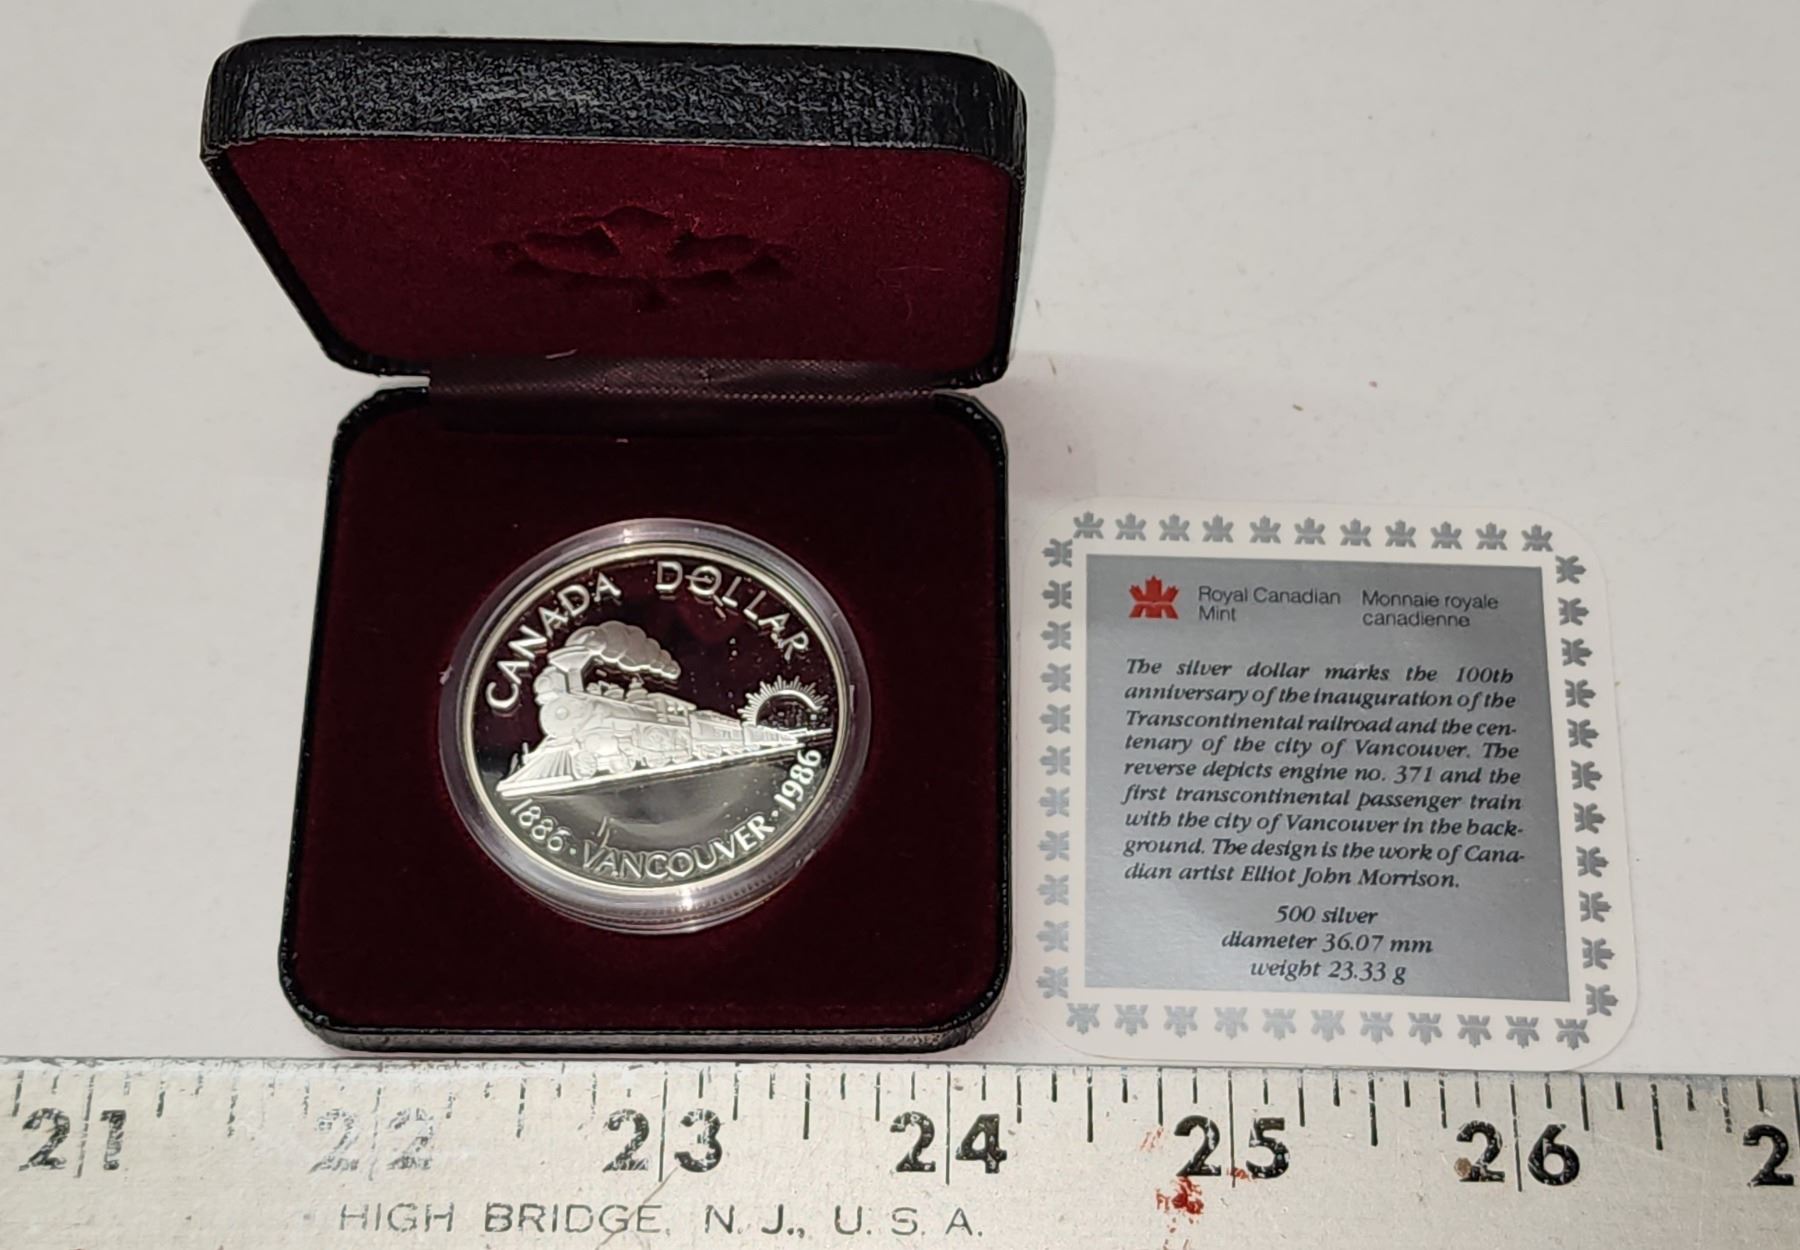 CANADA DOLLAR
1886 · VANCOUVER · 1986
Royal Canadian Mint
Monnaie royale canadienne
The silver dollar marks the 100th
anniversary of the inauguration of the
Transcontinental railroad and the cen-
tenary of the city of Vancouver. The
reverse depicts engine no. 371 and the
first transcontinental passenger train
with the city of Vancouver in the back-
ground. The design is the work of Cana-
dian artist Elliot John Morrison.
500 silver
diameter 36.07 mm
weight 23.33 g
21 22 23 24 25 26 2
HIGH BRIDGE, N. J., U. S. A.